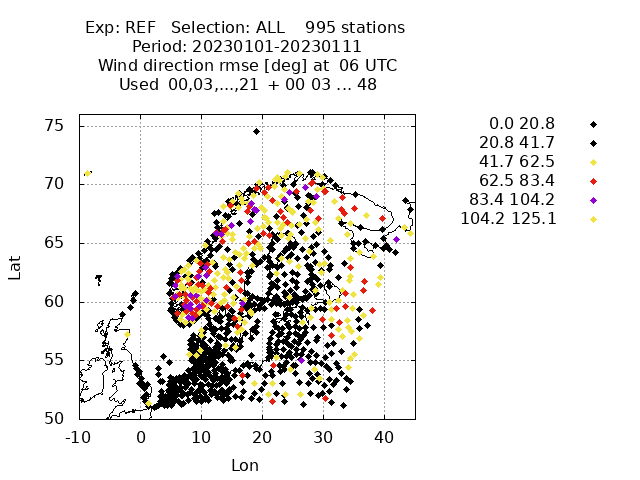 Exp: REF   Selection: ALL    995 stations
Period: 20230101-20230111
Wind direction rmse [deg] at  06 UTC
Used  00,03,...,21  + 00 03 ... 48
0.0 20.8
20.8 41.7
41.7 62.5
62.5 83.4
83.4 104.2
104.2 125.1
75
70
65
60
55
50
Lat
-10 0 10 20 30 40
Lon